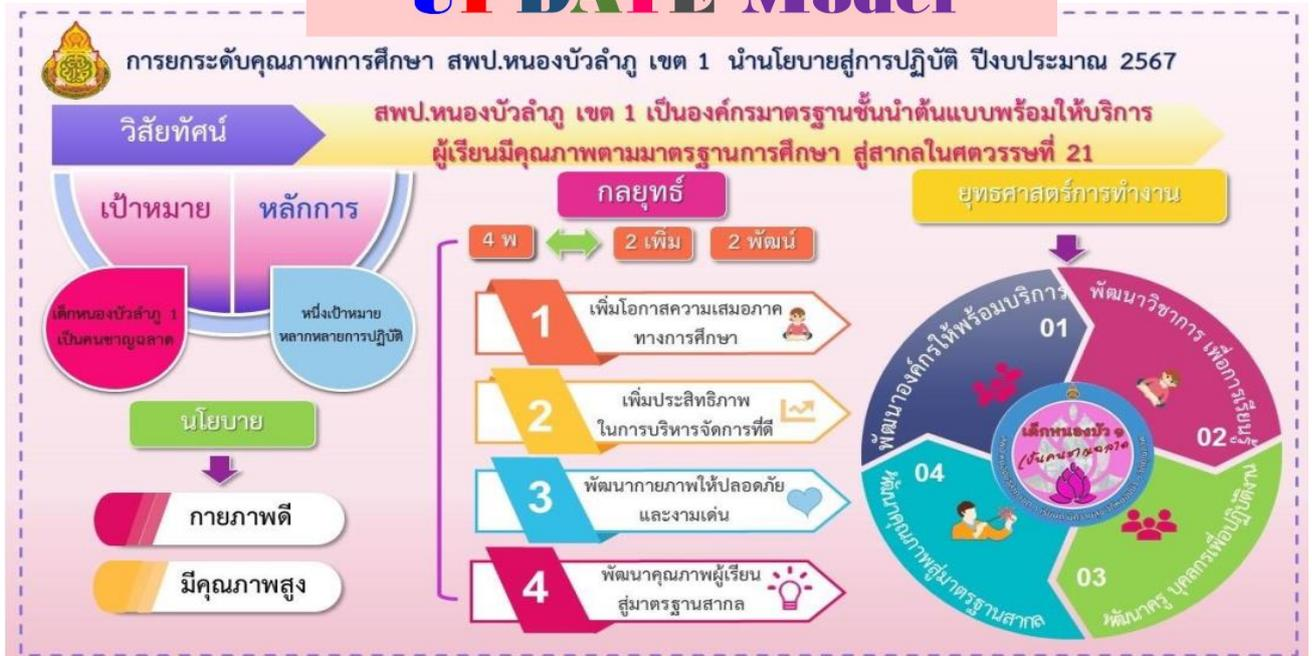 UPDATE Model
การยกระดับคุณภาพการศึกษา สพป.หนองบัวลำภู เขต 1 นำนโยบายสู่การปฏิบัติ ปีงบประมาณ 2567
วิสัยทัศน์
สพป.หนองบัวลำภู เขต 1 เป็นองค์กรมาตรฐานชั้นนำต้นแบบพร้อมให้บริการ
ผู้เรียนมีคุณภาพตามมาตรฐานการศึกษา สู่สากลในศตวรรษที่ 21
เป้าหมาย
หลักการ
เด็กหนองบัวลำภู 1
เป็นคนชาญฉลาด
หนึ่งเป้าหมาย
หลากหลายการปฏิบัติ
นโยบาย
กายภาพดี
มีคุณภาพสูง
กลยุทธ์
4 พ
2 เพิ่ม
2 พัฒน์
1
เพิ่มโอกาสความเสมอภาค
ทางการศึกษา
2
เพิ่มประสิทธิภาพ
ในการบริหารจัดการที่ดี
3
พัฒนากายภาพให้ปลอดภัย
และงามเด่น
4
พัฒนาคุณภาพผู้เรียน
สู่มาตรฐานสากล
ยุทธศาสตร์การทำงาน
พัฒนาองค์กรให้พร้อมบริการ
01
พัฒนาวิชาการ เพื่อการเรียนรู้
02
พัฒนาครู บุคลากรเพื่อปฏิบัติงาน
03
พัฒนาคุณภาพสู่มาตรฐานสากล
04
เด็กหนองบัว ๑
เป็นคนชาญฉลาด